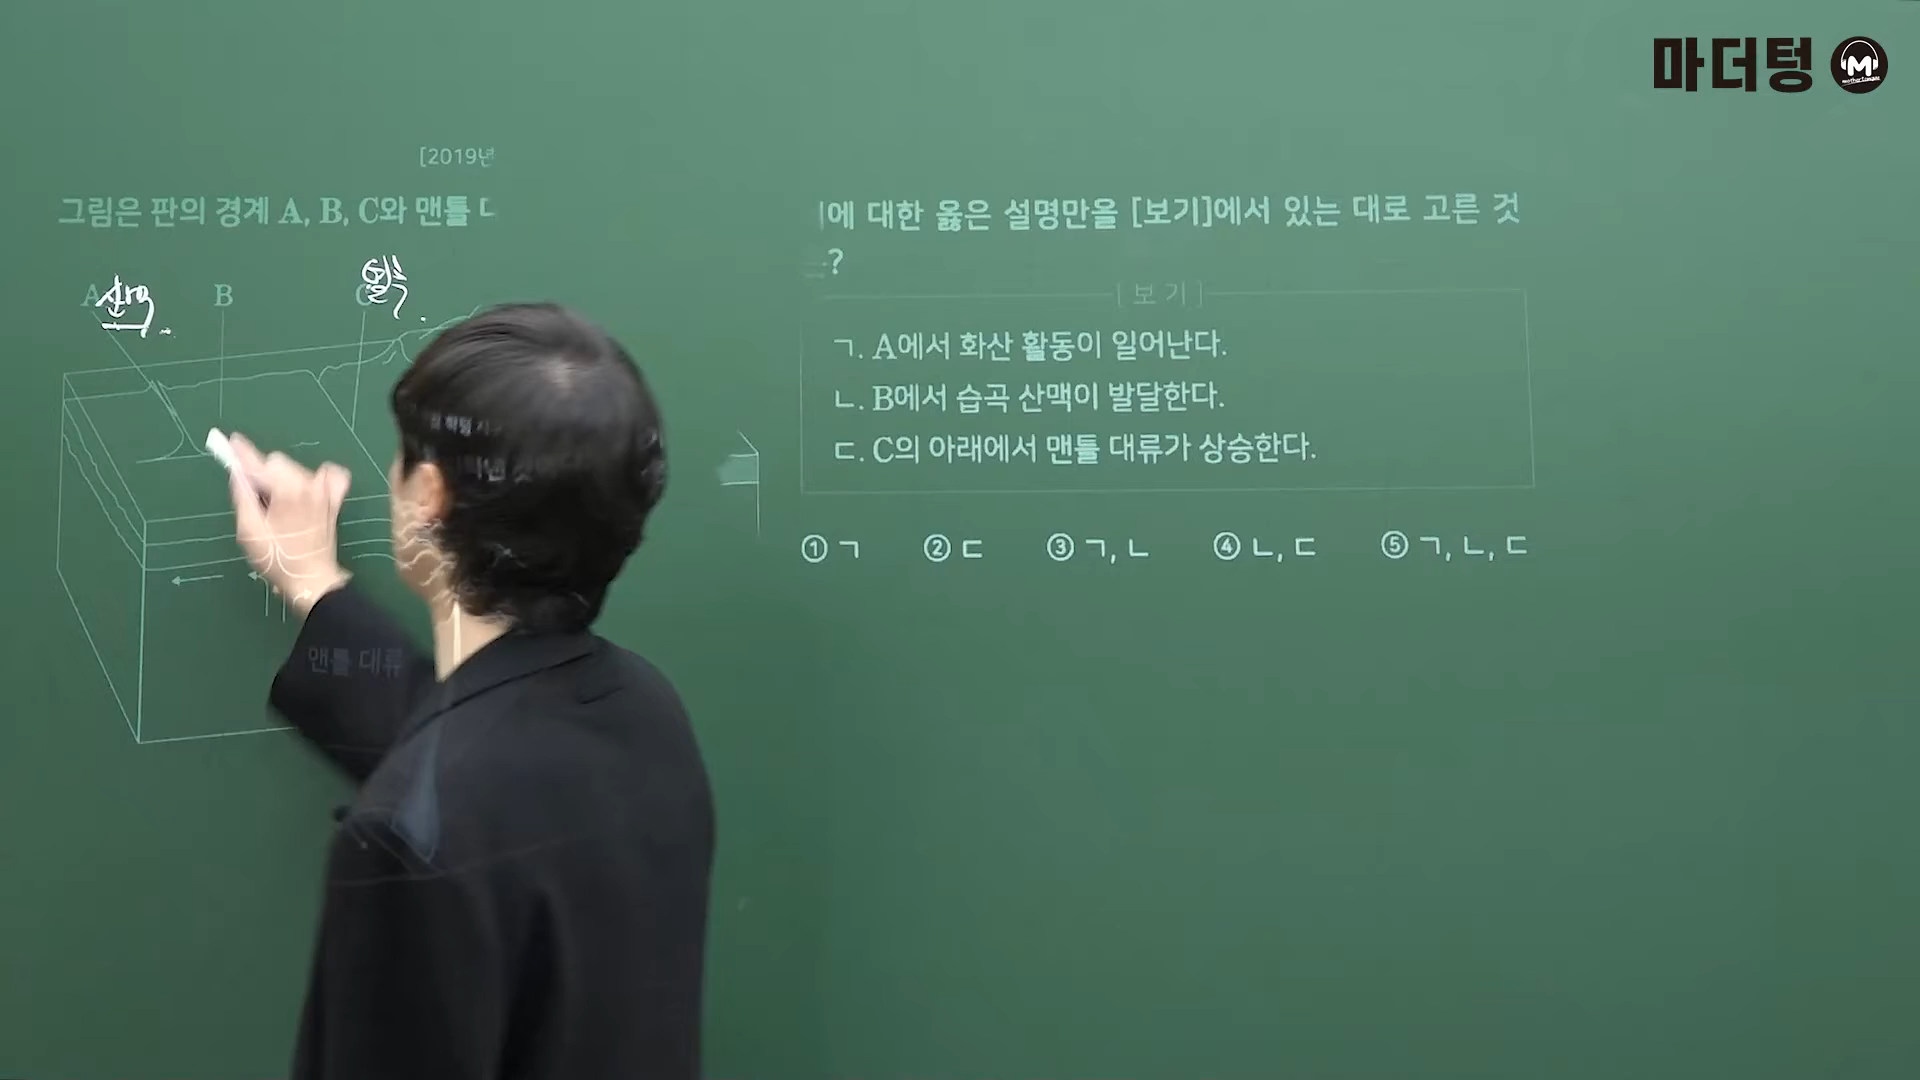 마더텅
[2019년
그림은 판의 경계 A, B, C와 맨틀 대
산맥
A
B
C
맨틀 대류
에 대한 옳은 설명만을 [보기]에서 있는 대로 고른 것
?
[보기]
ㄱ. A에서 화산 활동이 일어난다.
ㄴ. B에서 습곡 산맥이 발달한다.
ㄷ. C의 아래에서 맨틀 대류가 상승한다.
① ㄱ ② ㄷ ③ ㄱ, ㄴ ④ ㄴ, ㄷ ⑤ ㄱ, ㄴ, ㄷ